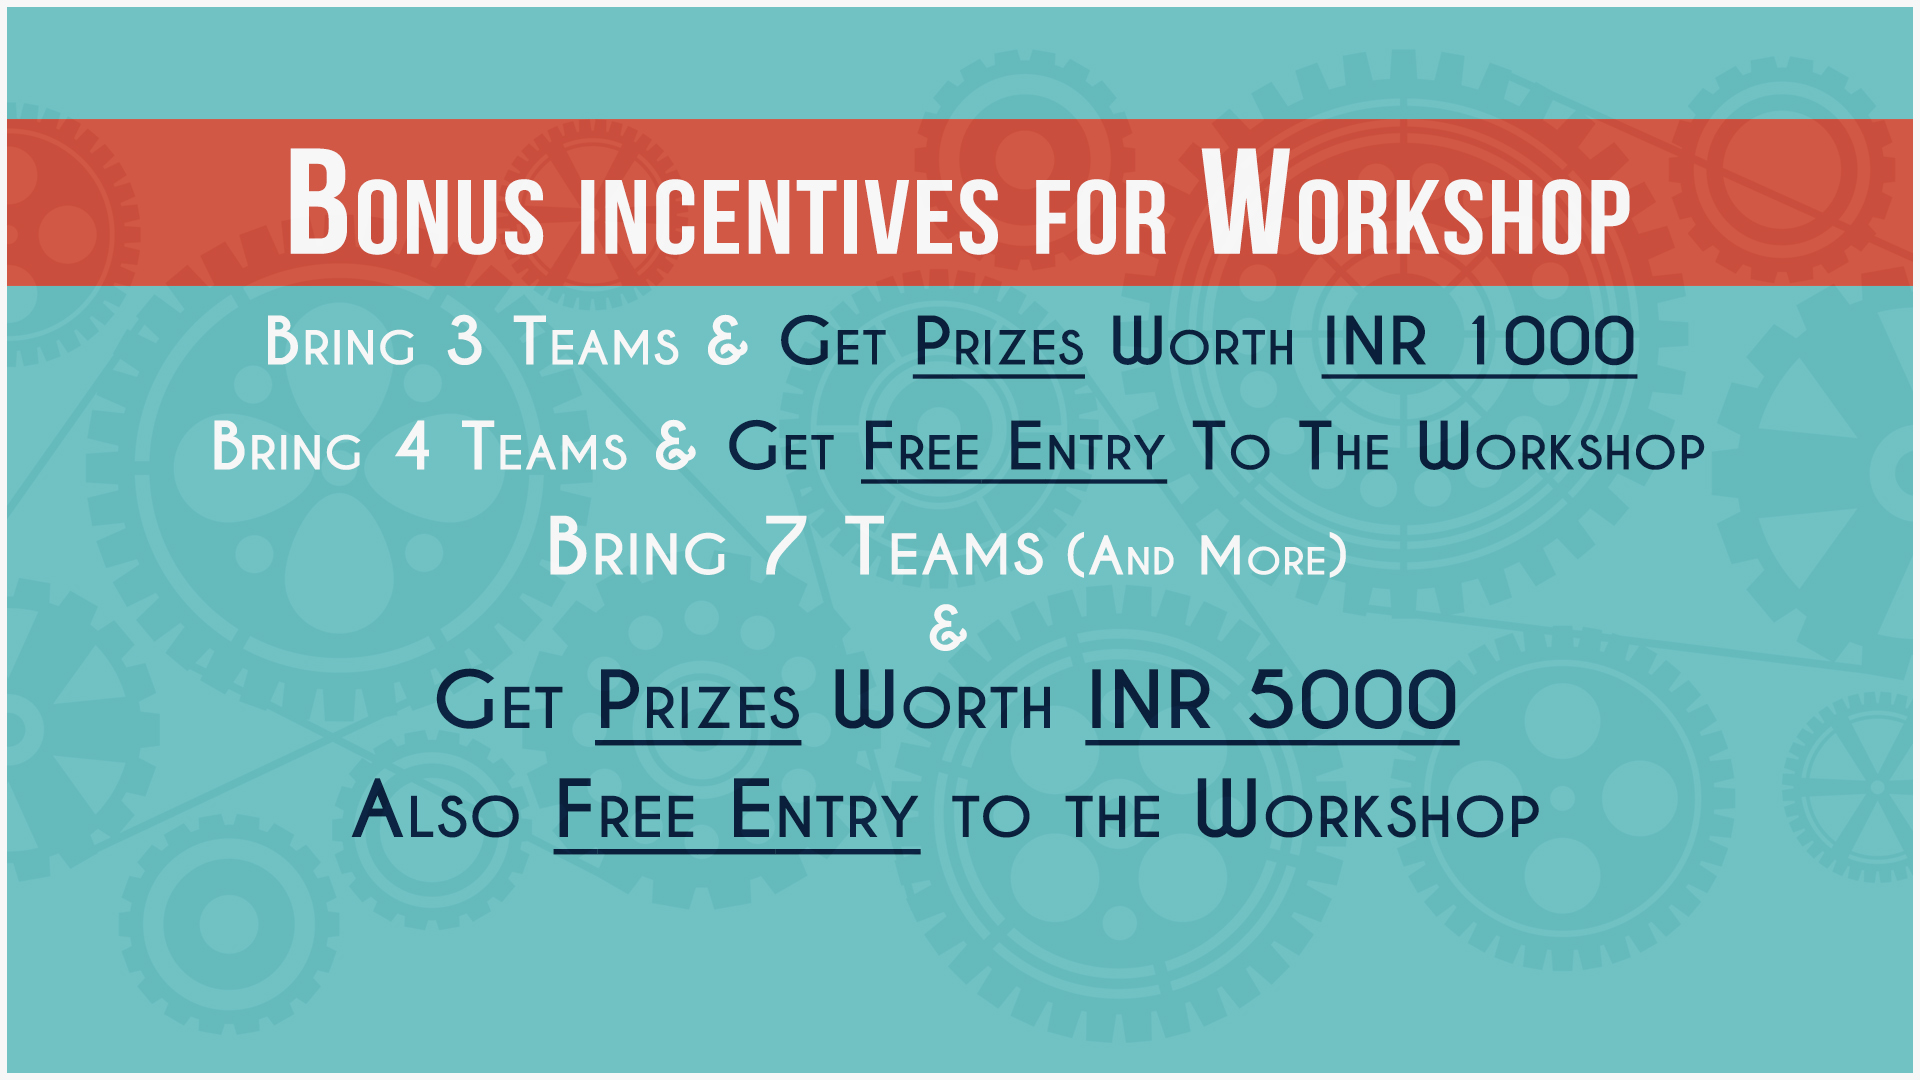 Bonus incentives for Workshop
Bring 3 Teams & Get Prizes Worth INR 1000
Bring 4 Teams & Get Free Entry To The Workshop
Bring 7 Teams (And More)
&
Get Prizes Worth INR 5000
Also Free Entry to the Workshop